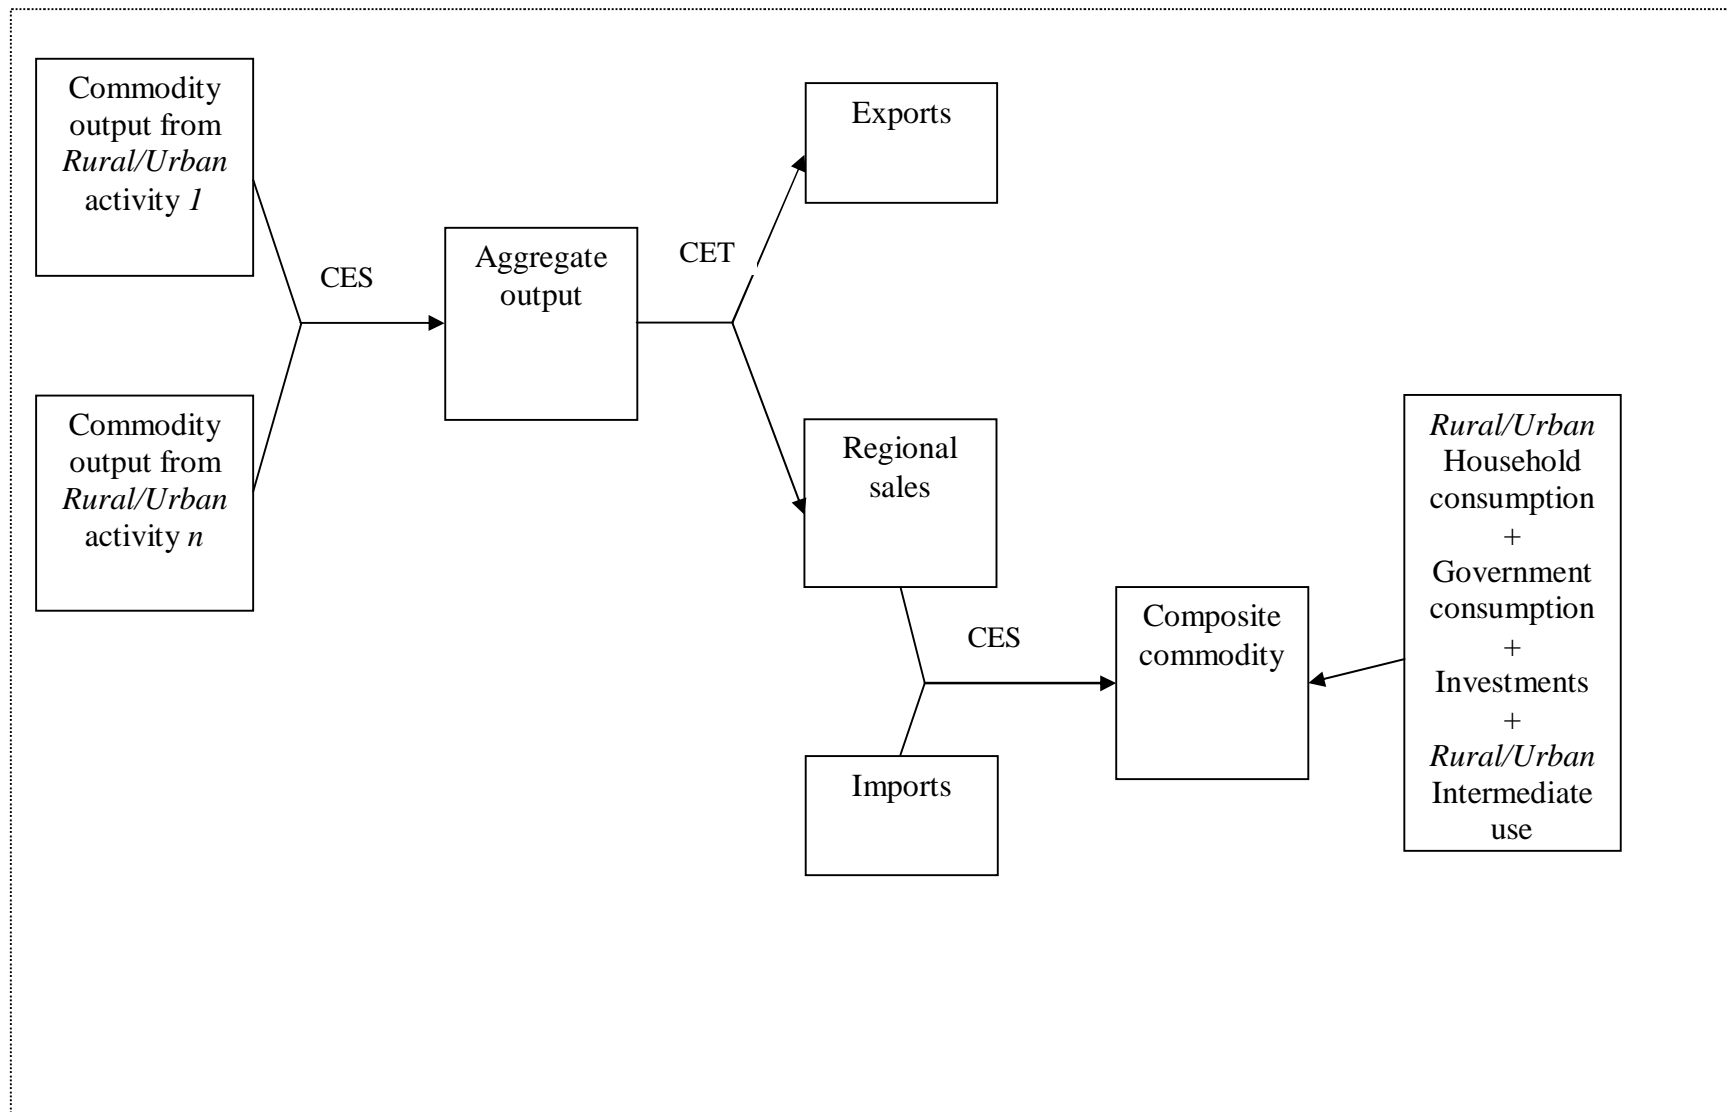 Commodity
output from
Rural/Urban
activity 1
Exports
CET
Aggregate
output
CES
Commodity
output from
Rural/Urban
activity n
Regional
sales
Rural/Urban
Household
consumption
+
Government
consumption
+
Investments
+
Rural/Urban
Intermediate
use
CES
Composite
commodity
Imports